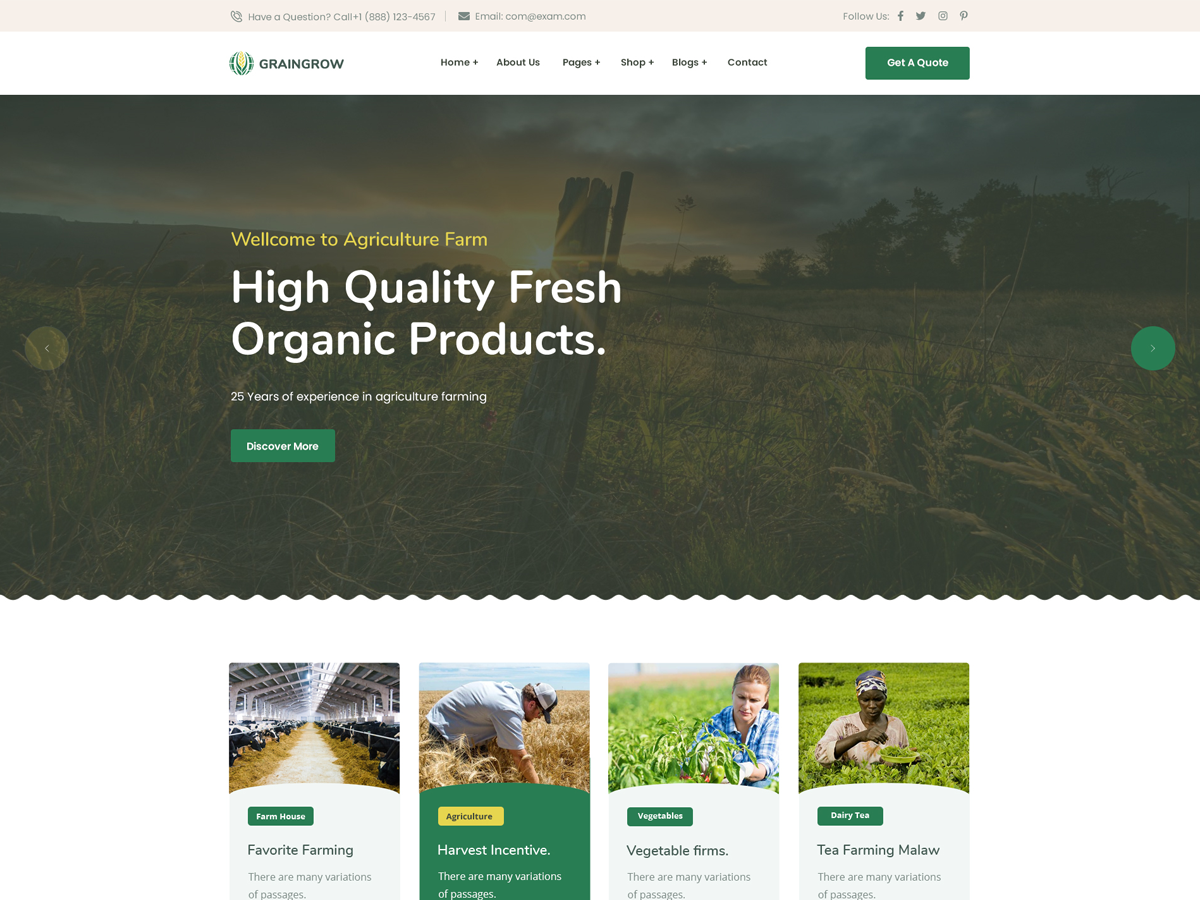 Have a Question? Call+1 (888) 123-4567
Email: com@exam.com
Follow Us:
GRAINGROW
Home +
About Us
Pages +
Shop +
Blogs +
Contact
Get A Quote
Wellcome to Agriculture Farm
High Quality Fresh
Organic Products.
25 Years of experience in agriculture farming
Discover More
Farm House
Favorite Farming
There are many variations
of passages.
Agriculture
Harvest Incentive.
There are many variations
of passages.
Vegetables
Vegetable firms.
There are many variations
of passages.
Dairy Tea
Tea Farming Malaw
There are many variations
of passages.